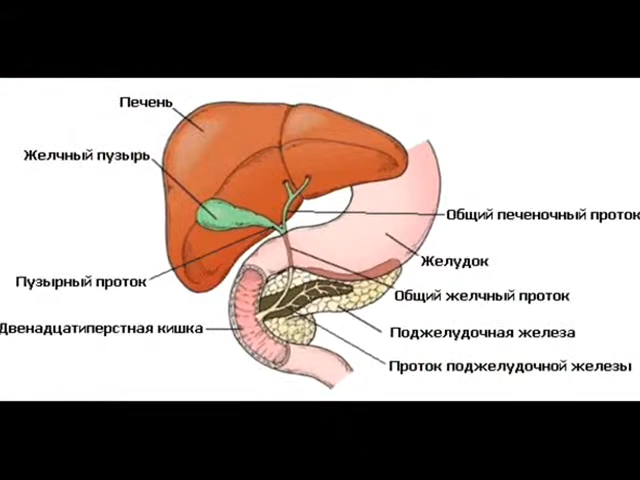 Печень
Желчный пузырь
Общий печеночный проток
Желудок
Пузырный проток
Общий желчный проток
Двенадцатиперстная кишка
Поджелудочная железа
Проток поджелудочной железы